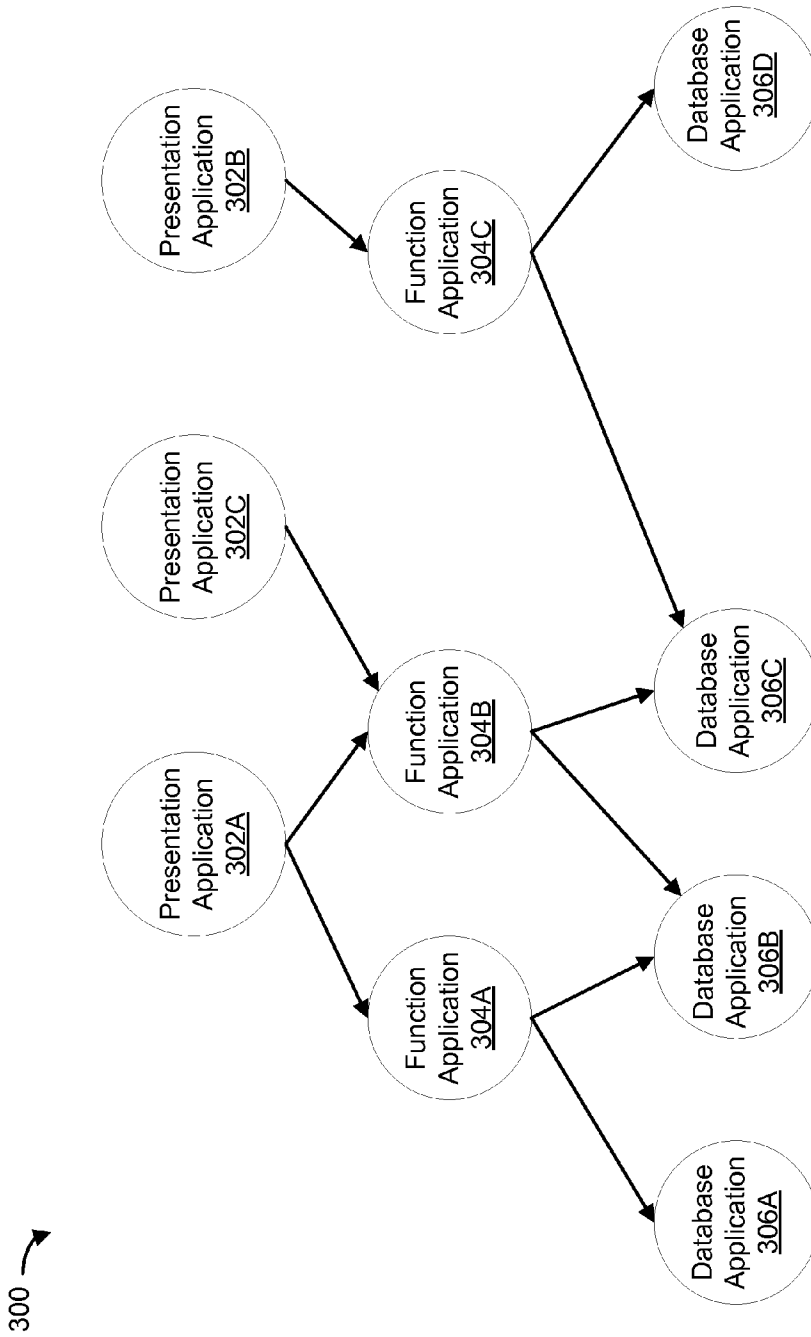 300
Presentation
Application
302A
Presentation
Application
302C
Presentation
Application
302B
Function
Application
304A
Function
Application
304B
Function
Application
304C
Database
Application
306A
Database
Application
306B
Database
Application
306C
Database
Application
306D